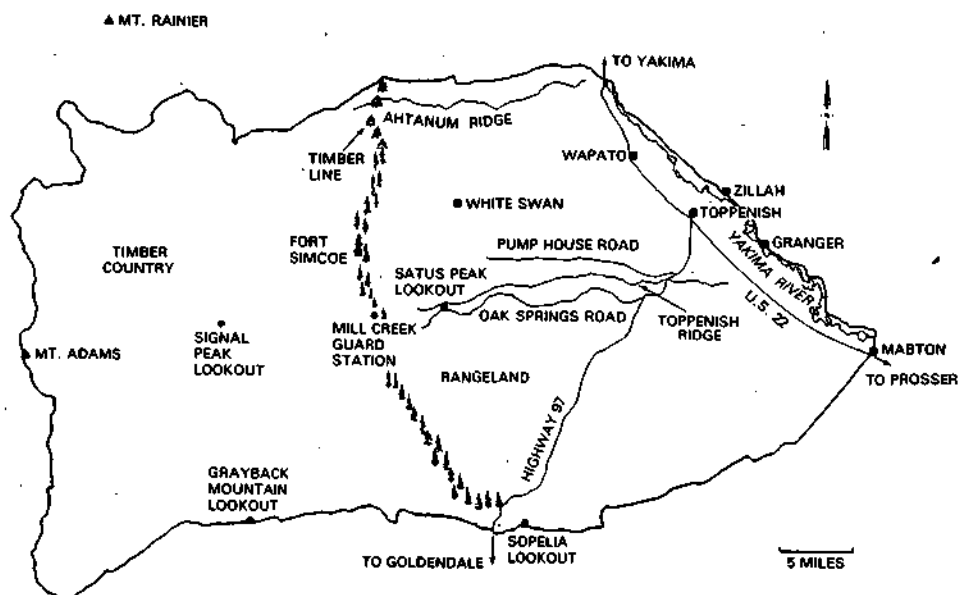 MT. RAINIER
TO YAKIMA
AHTANUM RIDGE
TIMBER
LINE
WAPATO
ZILLAH
WHITE SWAN
TOPPENISH
TIMBER
COUNTRY
FORT
SIMCOE
PUMP HOUSE ROAD
GRANGER
YAKIMA RIVER
U.S. 22
SATUS PEAK
LOOKOUT
OAK SPRINGS ROAD
TOPPENISH
RIDGE
SIGNAL
PEAK
LOOKOUT
MILL CREEK
GUARD
STATION
MT. ADAMS
MABTON
TO PROSSER
RANGELAND
HIGHWAY 97
GRAYBACK
MOUNTAIN
LOOKOUT
SOPELIA
LOOKOUT
TO GOLDENDALE
5 MILES